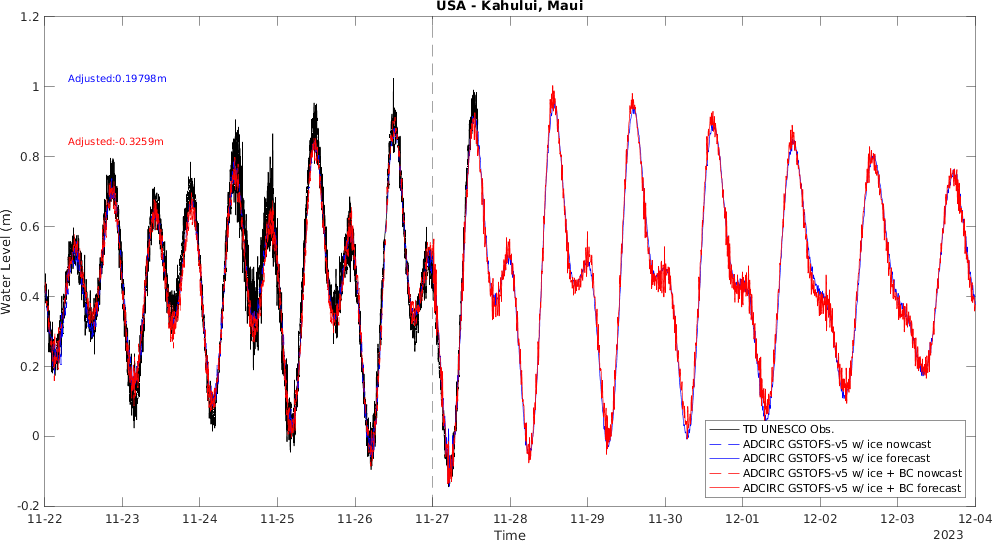 USA - Kahului, Maui
1.2
1
0.8
0.6
0.4
0.2
0
-0.2
Water Level (m)
Adjusted:0.19798m
Adjusted:-0.3259m
TD UNESCO Obs.
ADCIRC GSTOFS-v5 w/ ice nowcast
ADCIRC GSTOFS-v5 w/ ice forecast
ADCIRC GSTOFS-v5 w/ ice + BC nowcast
ADCIRC GSTOFS-v5 w/ ice + BC forecast
11-22 11-23 11-24 11-25 11-26 11-27 11-28 11-29 11-30 12-01 12-02 12-03 12-04
Time
2023